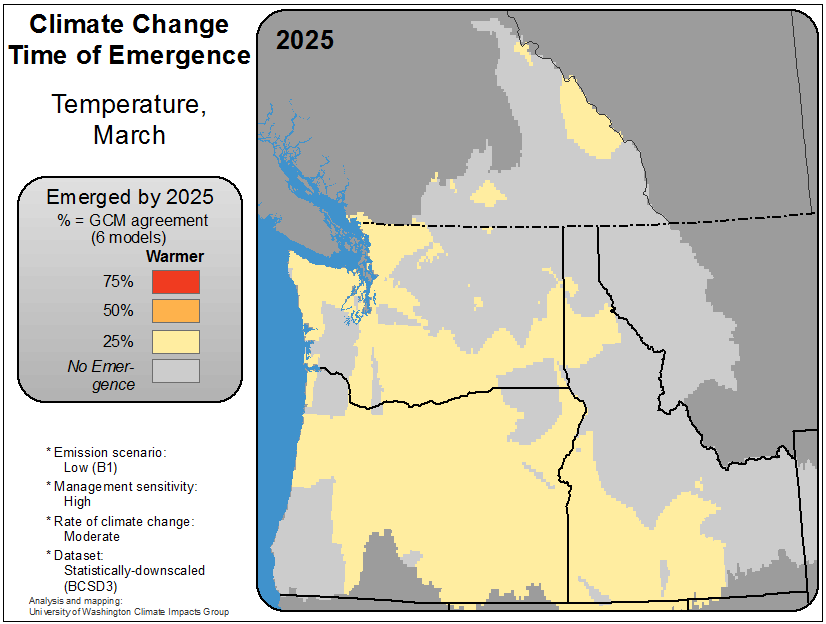 Climate Change
Time of Emergence
Temperature,
March
2025
Emerged by 2025
% = GCM agreement
(6 models)
Warmer
75%
50%
25%
No Emer-
gence
* Emission scenario:
Low (B1)
* Management sensitivity:
High
* Rate of climate change:
Moderate
* Dataset:
Statistically-downscaled
(BCSD3)
Analysis and mapping:
University of Washington Climate Impacts Group